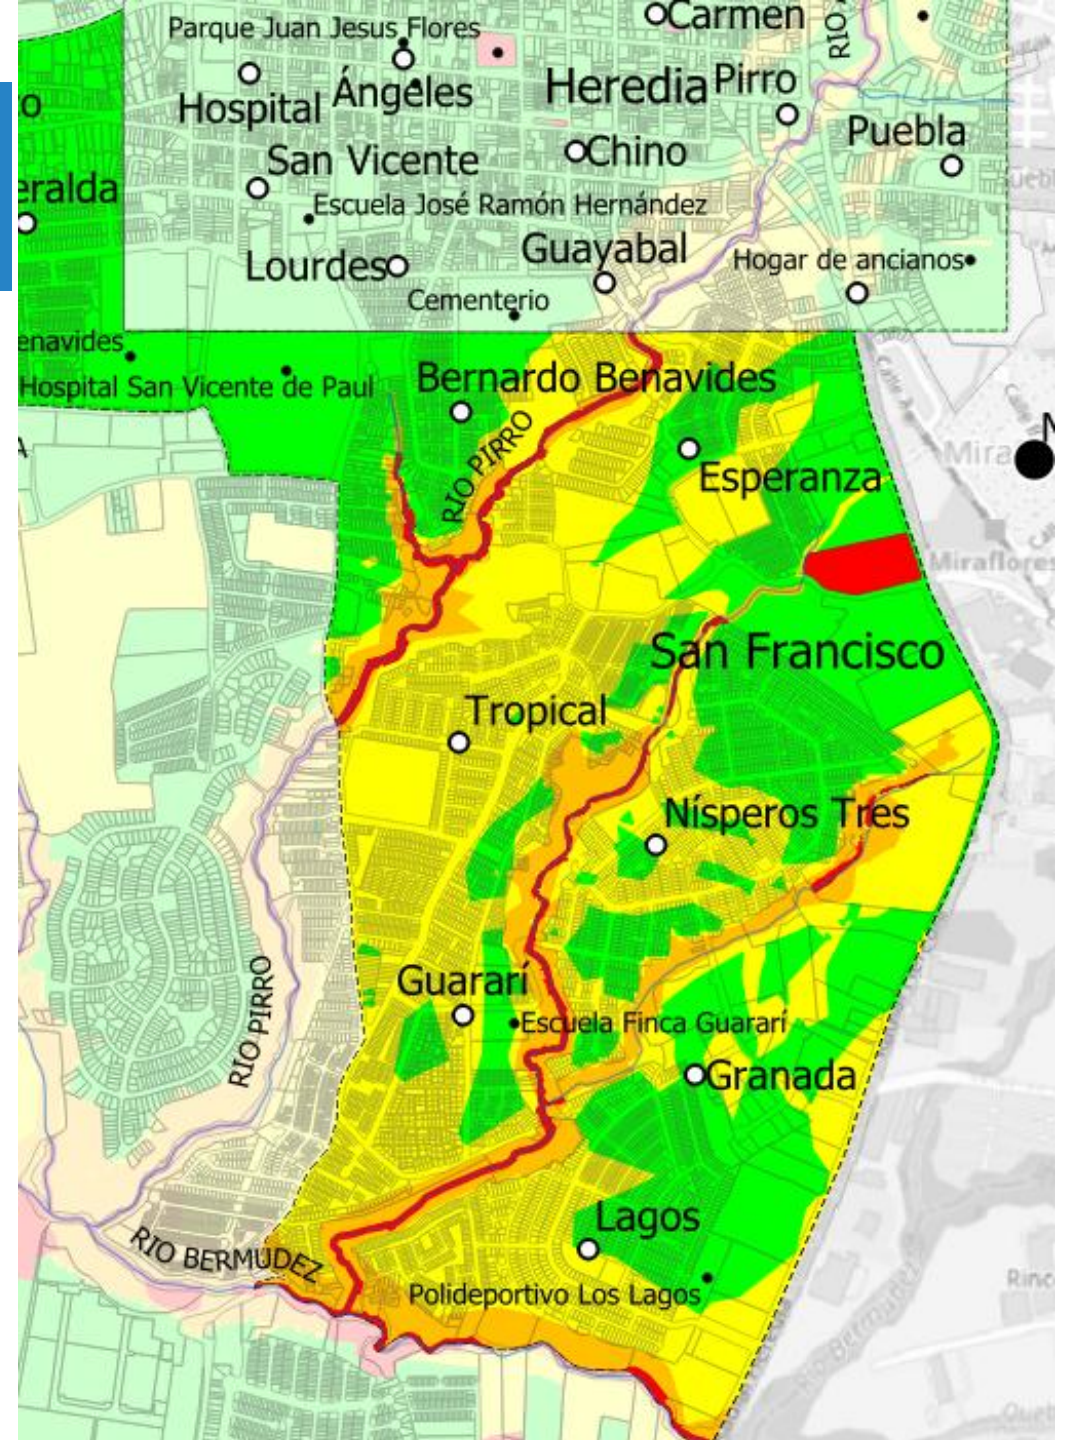 Carmen
RIO
Parque Juan Jesus Flores
Hospital
Ángeles
Heredia
Pirro
Puebla
San Vicente
Chino
eralda
Escuela José Ramón Hernández
Lourdes
Guayabal
Hogar de ancianos
Cementerio
enavides
Hospital San Vicente de Paul
Bernardo Benavides
RIO PIRRO
Esperanza
Mira
Miraflores
San Francisco
Tropical
Nísperos Tres
Guararí
Escuela Finca Guararí
RIO PIRRO
Granada
Lagos
RIO BERMUDEZ
Polideportivo Los Lagos
Rinc